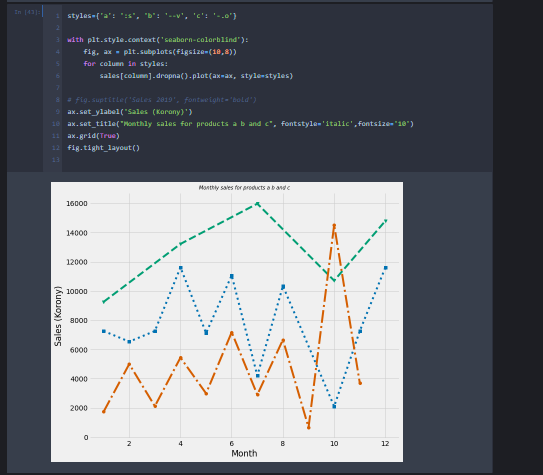 In [43]:
1 styles={'a': ':s', 'b': '--v', 'c': '-.o'}
2
3 with plt.style.context('seaborn-colorblind'):
4 fig, ax = plt.subplots(figsize=(10,8))
5 for column in styles:
6 sales[column].dropna().plot(ax=ax, style=styles)
7
8 # fig.suptitle("Sales 2018", fontweight='bold')
9 ax.set_ylabel('Sales (Korony)')
10 ax.set_title("Monthly sales for products a b and c", fontstyle='italic',fontsize='10')
11 ax.grid(True)
12 fig.tight_layout()
13
Monthly sales for products a b and c
16000
14000
12000
10000
8000
6000
4000
2000
0
Sales (Korony)
2 4 6 8 10 12
Month